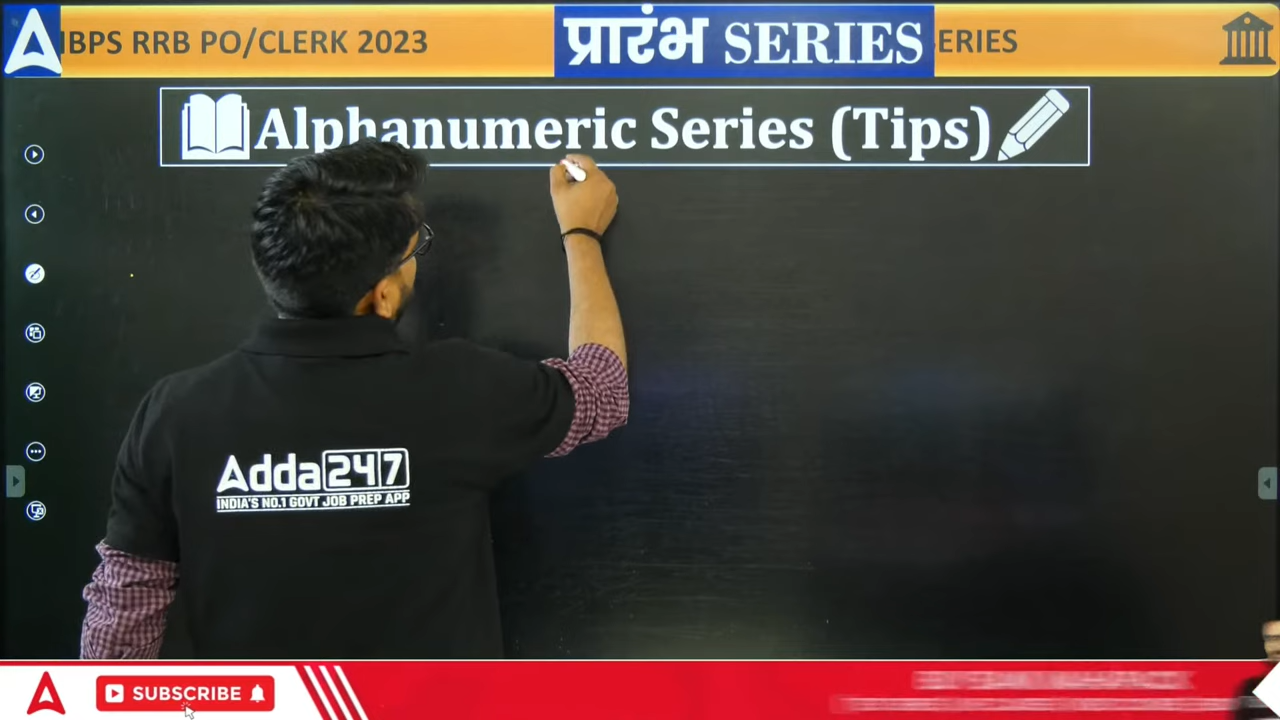 IBPS RRB PO/CLERK 2023
प्रारंभ SERIES
ERIES
Alphanumeric Series (Tips)
Adda247
INDIA'S NO.1 GOVT JOB PREP APP
SUBSCRIBE